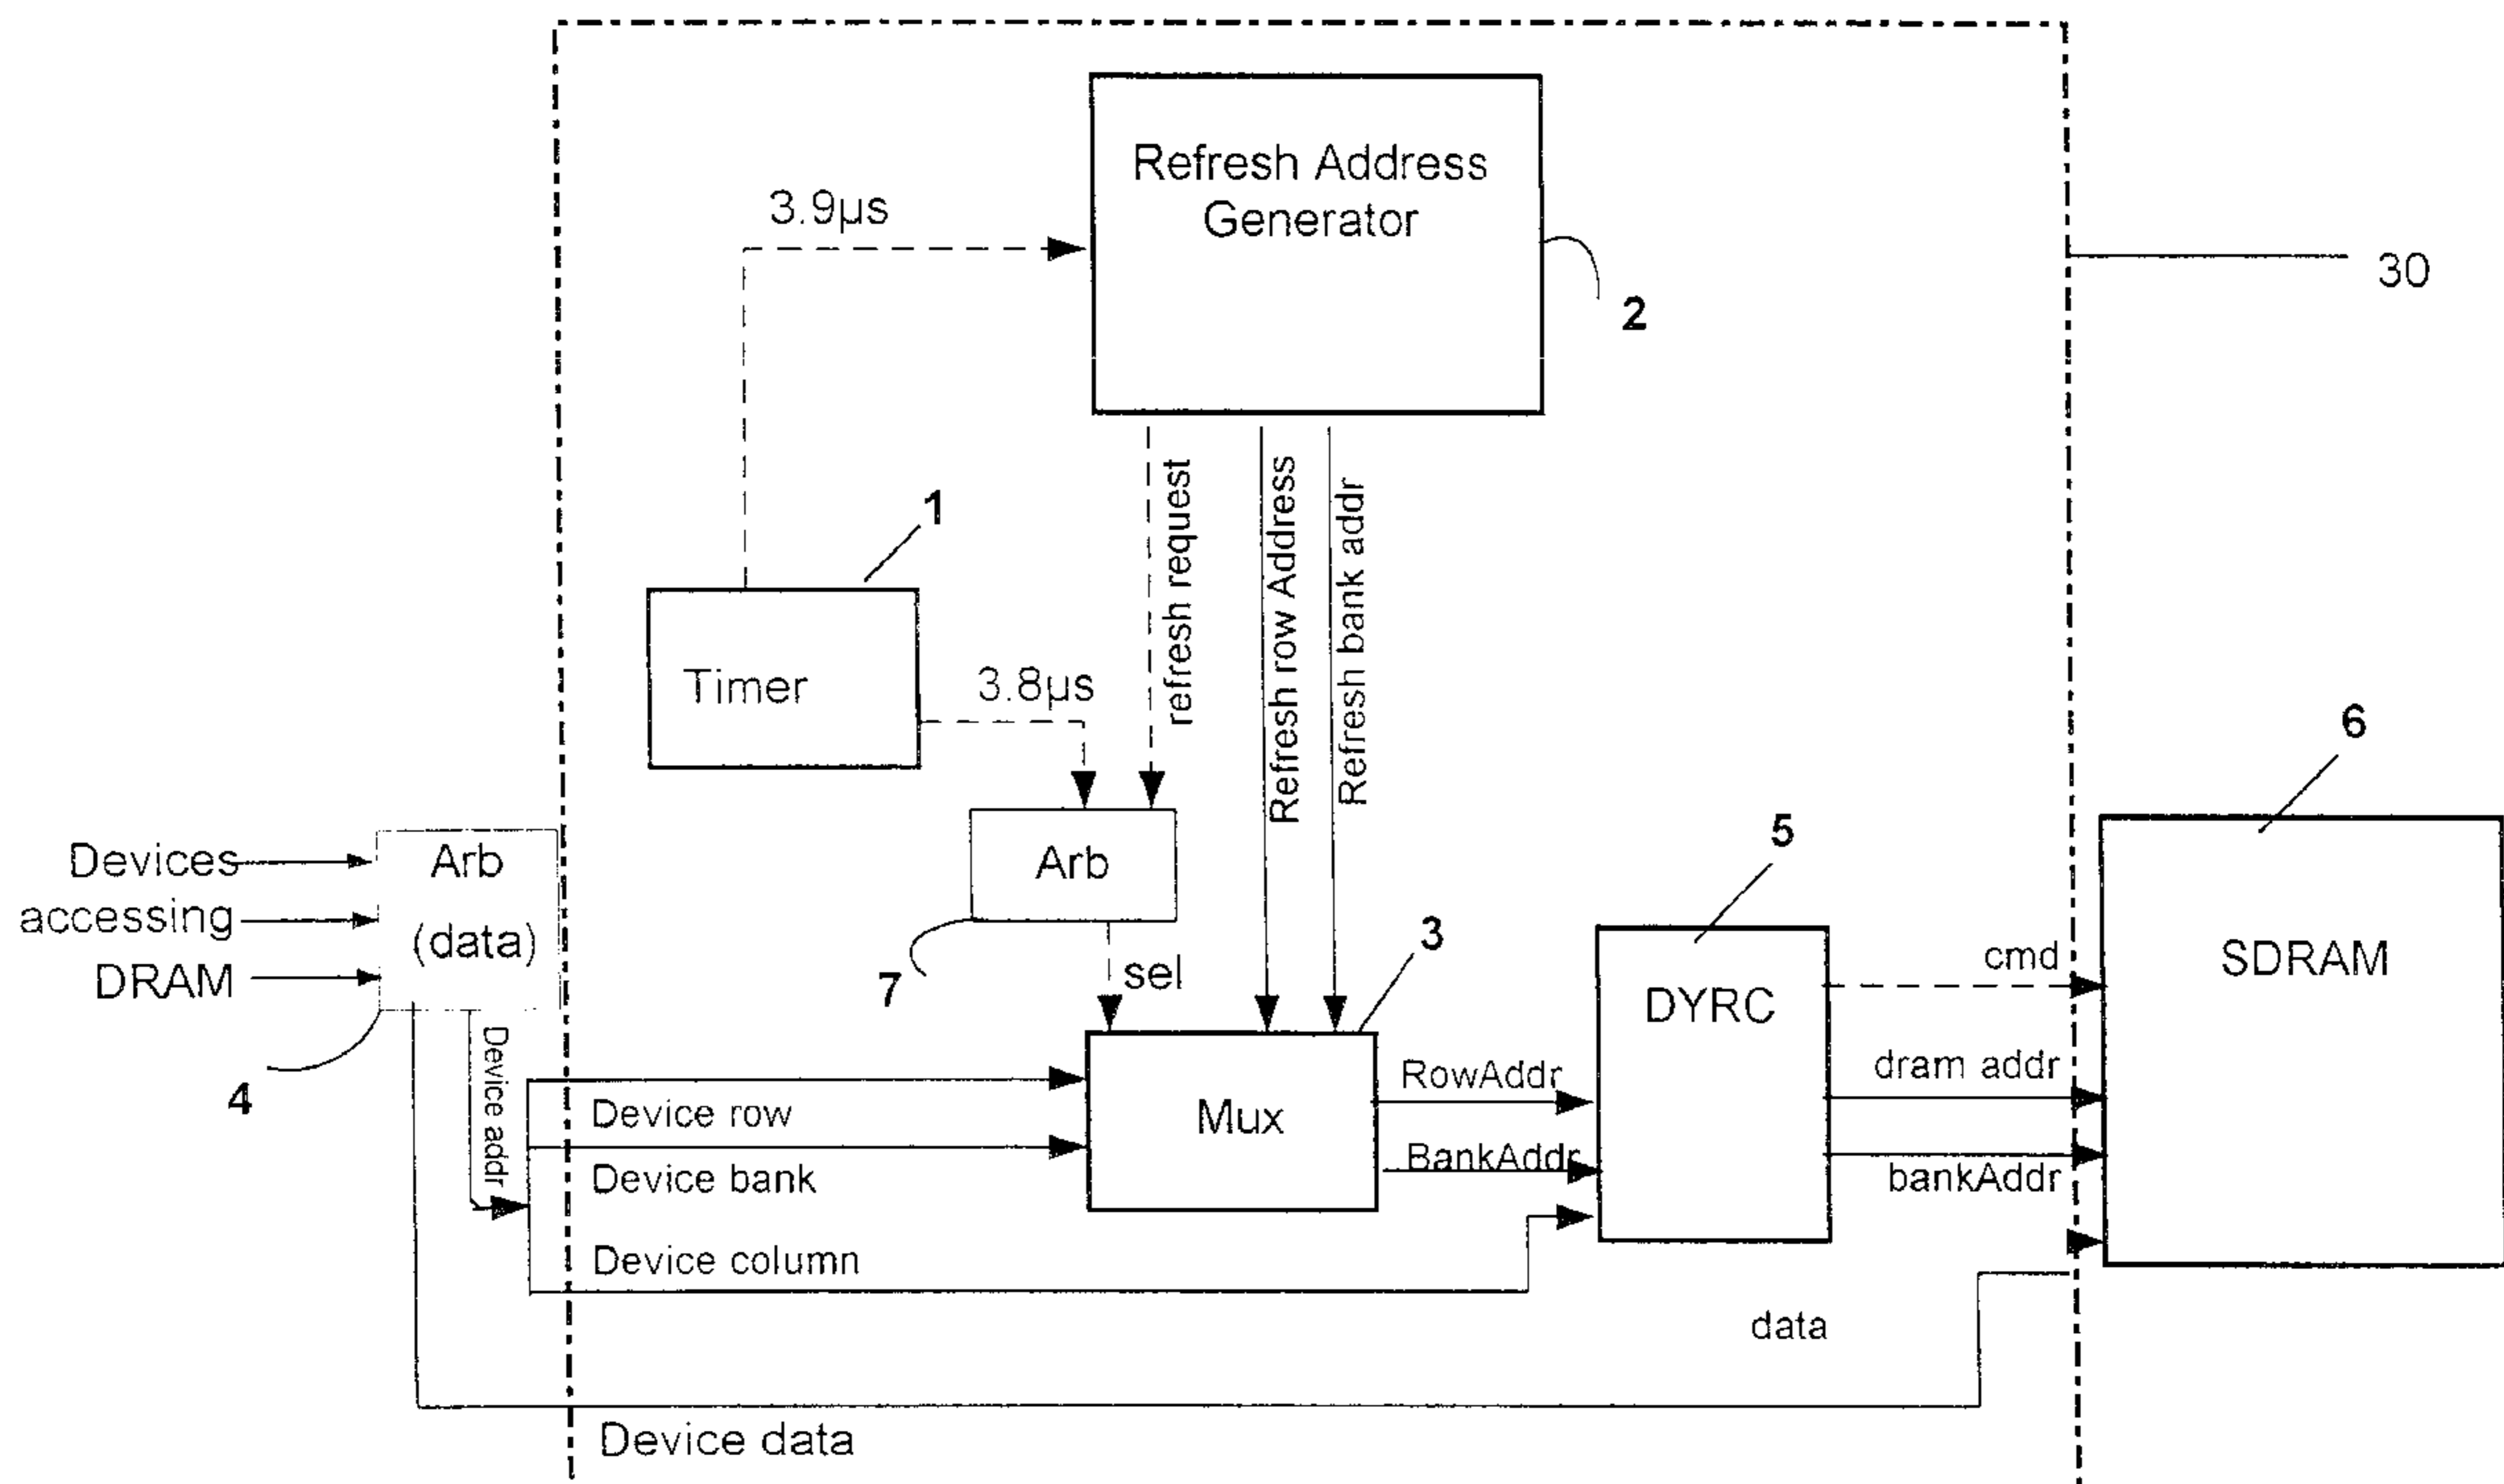 Refresh Address
Generator
3.9µs
30
2
1
refresh request
Refresh row Address
Refresh bank addr
Timer
3.8µs
6
5
Devices
accessing
DRAM
Arb
(data)
Arb
3
cmd
SDRAM
7
sel
DYRC
4
Device addr
Device row
Mux
RowAddr
dram addr
Device bank
BankAddr
bankAddr
Device column
data
Device data